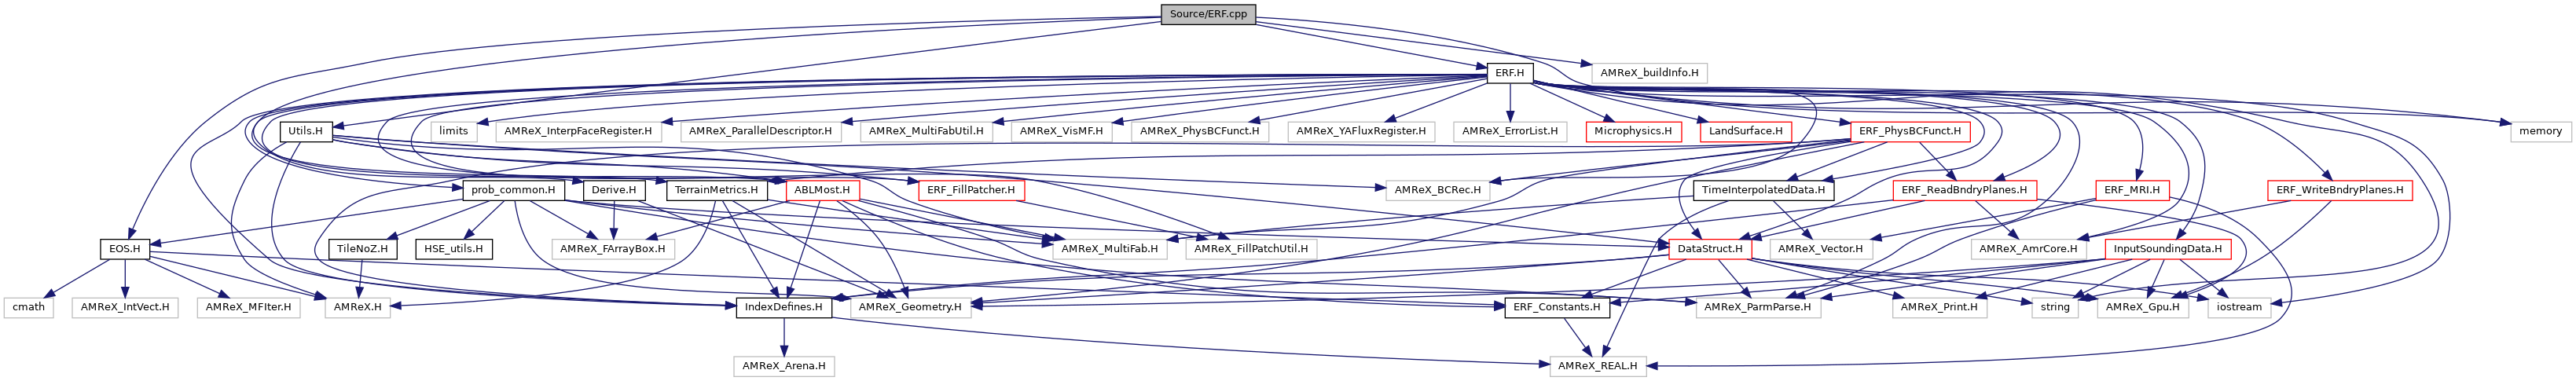 Source/ERF.cpp
ERF.H
AMReX_buildInfo.H
Utils.H
limits
AMReX_InterpFaceRegister.H
AMReX_ParallelDescriptor.H
AMReX_MultiFabUtil.H
AMReX_VisMF.H
AMReX_PhysBCFunct.H
AMReX_YAFluxRegister.H
AMReX_ErrorList.H
Microphysics.H
LandSurface.H
ERF_PhysBCFunct.H
memory
prob_common.H
Derive.H
TerrainMetrics.H
ABLMost.H
ERF_FillPatcher.H
AMReX_BCRec.H
TimeInterpolatedData.H
ERF_ReadBndryPlanes.H
ERF_MRI.H
ERF_WriteBndryPlanes.H
EOS.H
TileNoZ.H
HSE_utils.H
AMReX_FArrayBox.H
AMReX_MultiFab.H
AMReX_FillPatchUtil.H
DataStruct.H
AMReX_Vector.H
AMReX_AmrCore.H
InputSoundingData.H
cmath
AMReX_IntVect.H
AMReX_MFIter.H
AMReX.H
IndexDefines.H
AMReX_Geometry.H
ERF_Constants.H
AMReX_ParmParse.H
AMReX_Print.H
string
AMReX_Gpu.H
iostream
AMReX_Arena.H
AMReX_REAL.H